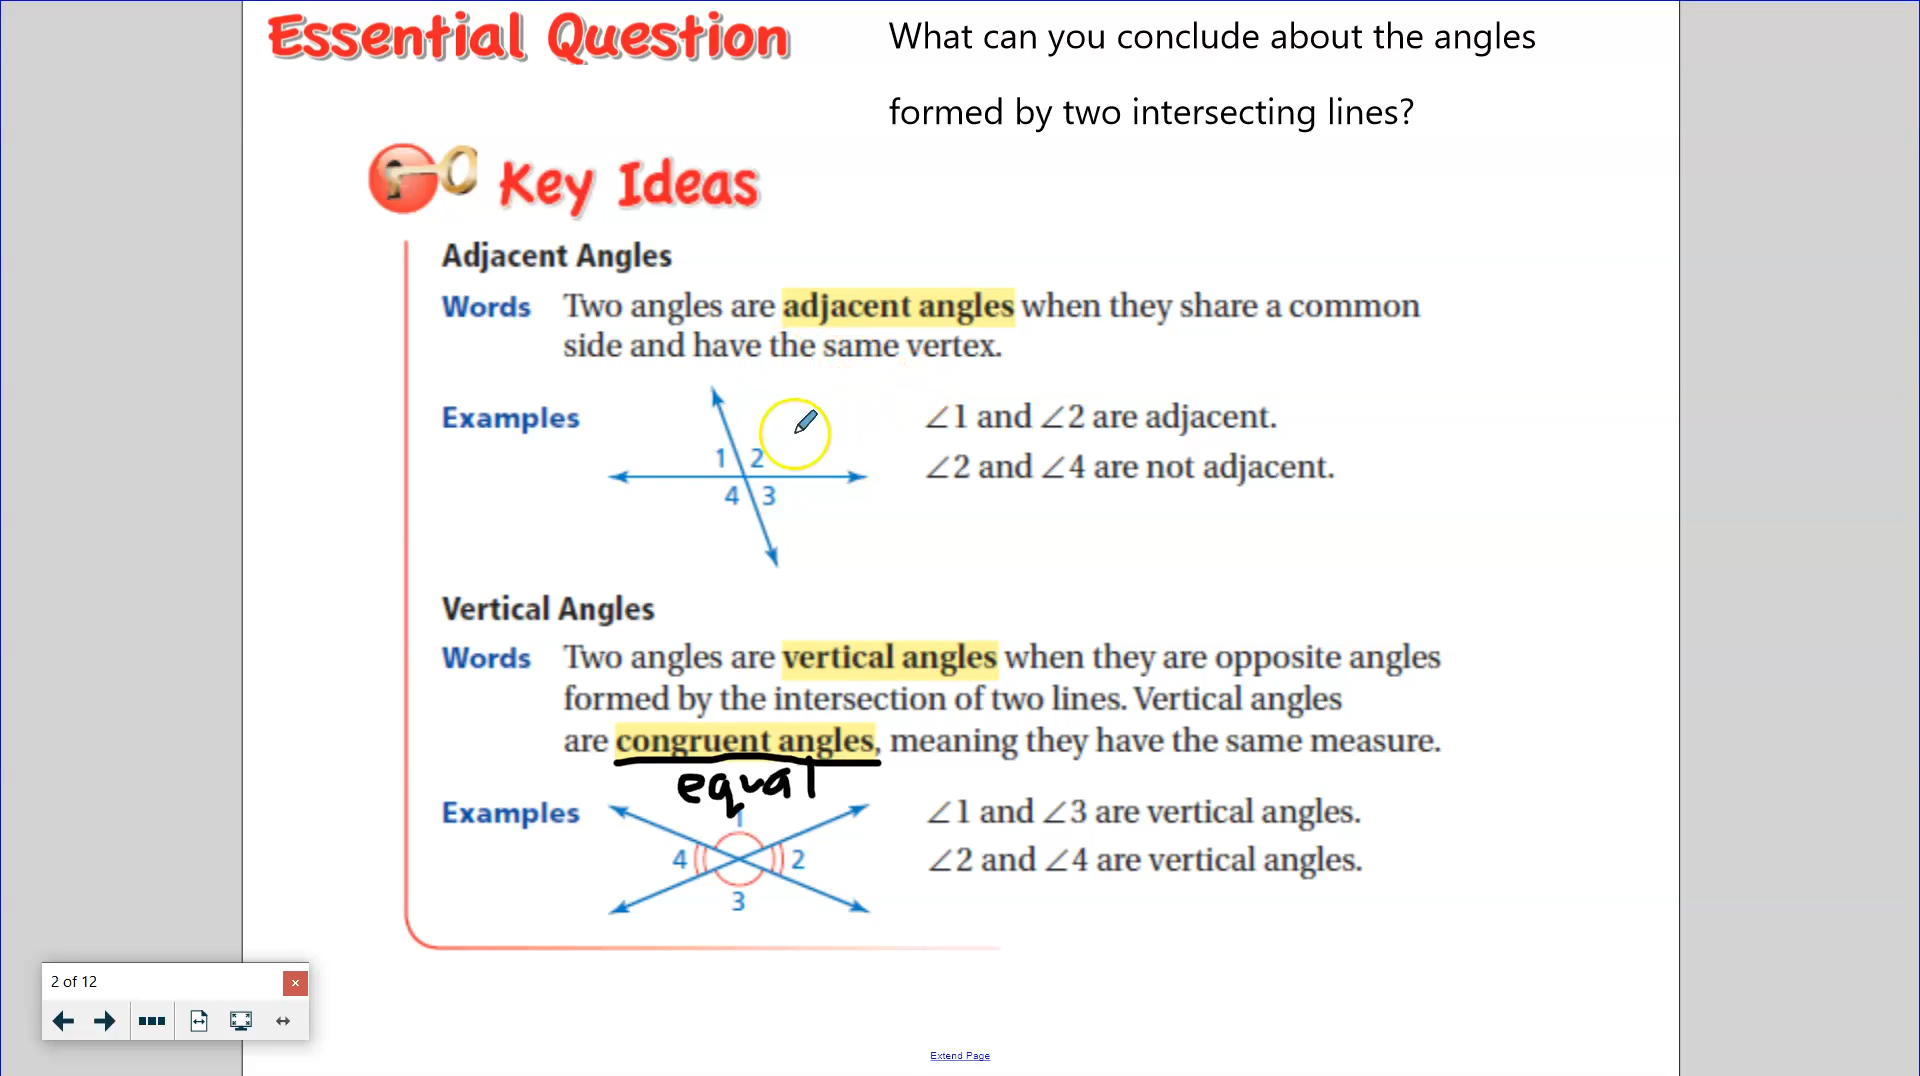 Essential Question
What can you conclude about the angles
formed by two intersecting lines?
Key Ideas
Adjacent Angles
Words Two angles are adjacent angles when they share a common
side and have the same vertex.
Examples
∠1 and ∠2 are adjacent.
∠2 and ∠4 are not adjacent.
1 2
4 3
Vertical Angles
Words Two angles are vertical angles when they are opposite angles
formed by the intersection of two lines. Vertical angles
are congruent angles, meaning they have the same measure.
equal
Examples
∠1 and ∠3 are vertical angles.
∠2 and ∠4 are vertical angles.
1
4 2
3
2 of 12
Extend Page